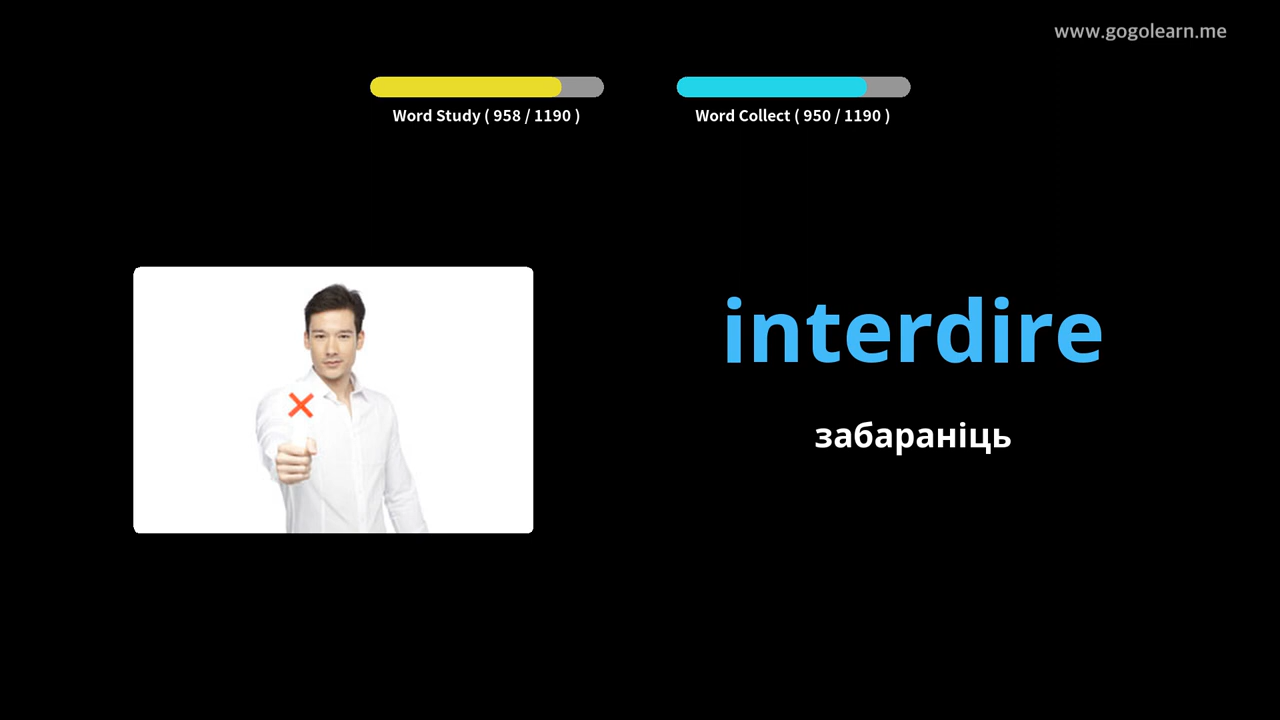 www.gogolearn.me
Word Study ( 958 / 1190 )
Word Collect ( 950 / 1190 )
interdire
забараніць